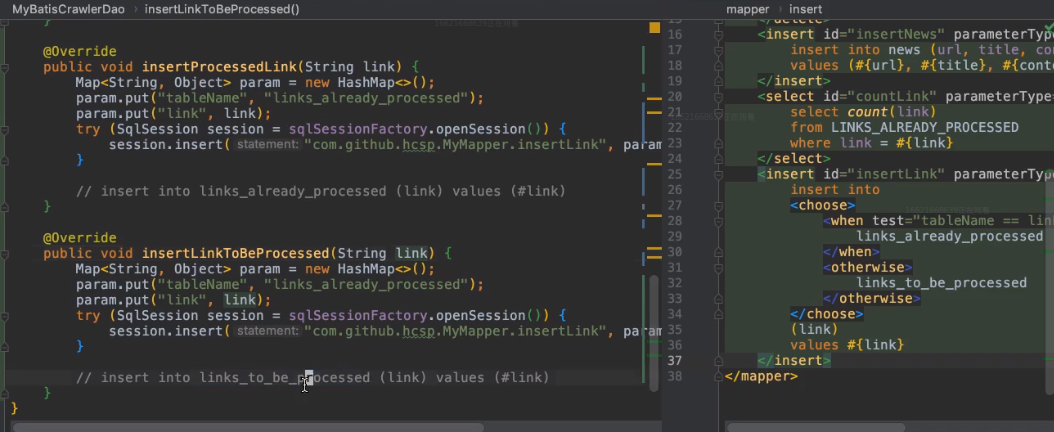 MyBatisCrawlerDao › insertLinkToBeProcessed()
}
@Override
public void insertProcessedLink(String link) {
Map<String, Object> param = new HashMap<>();
param.put("tableName", "links_already_processed");
param.put("link", link);
try (SqlSession session = sqlSessionFactory.openSession()) {
session.insert( statement: "com.github.hcsp.MyMapper.insertLink", param
}
// insert into links_already_processed (link) values (#link)
}
@Override
public void insertLinkToBeProcessed(String link) {
Map<String, Object> param = new HashMap<>();
param.put("tableName", "links_already_processed");
param.put("link", link);
try (SqlSession session = sqlSessionFactory.openSession()) {
session.insert( statement: "com.github.hcsp.MyMapper.insertLink", param
}
// insert into links_to_be_processed (link) values (#link)
}
}
mapper › insert
15 </delete>
16 <insert id="insertNews" parameterType
17 insert into news (url, title, co
18 values (#{url}, #{title}, #{cont
19 </insert>
20 <select id="countLink" parameterType
21 select count(link)
22 from LINKS_ALREADY_PROCESSED
23 where link = #{link}
24 </select>
25 <insert id="insertLink" parameterTyp
26 insert into
27 <choose>
28 <when test="tableName == lin
29 links_already_processed
30 </when>
31 <otherwise>
32 links_to_be_processed
33 </otherwise>
34 </choose>
35 (link)
36 values #{link}
37 </insert>
38 </mapper>